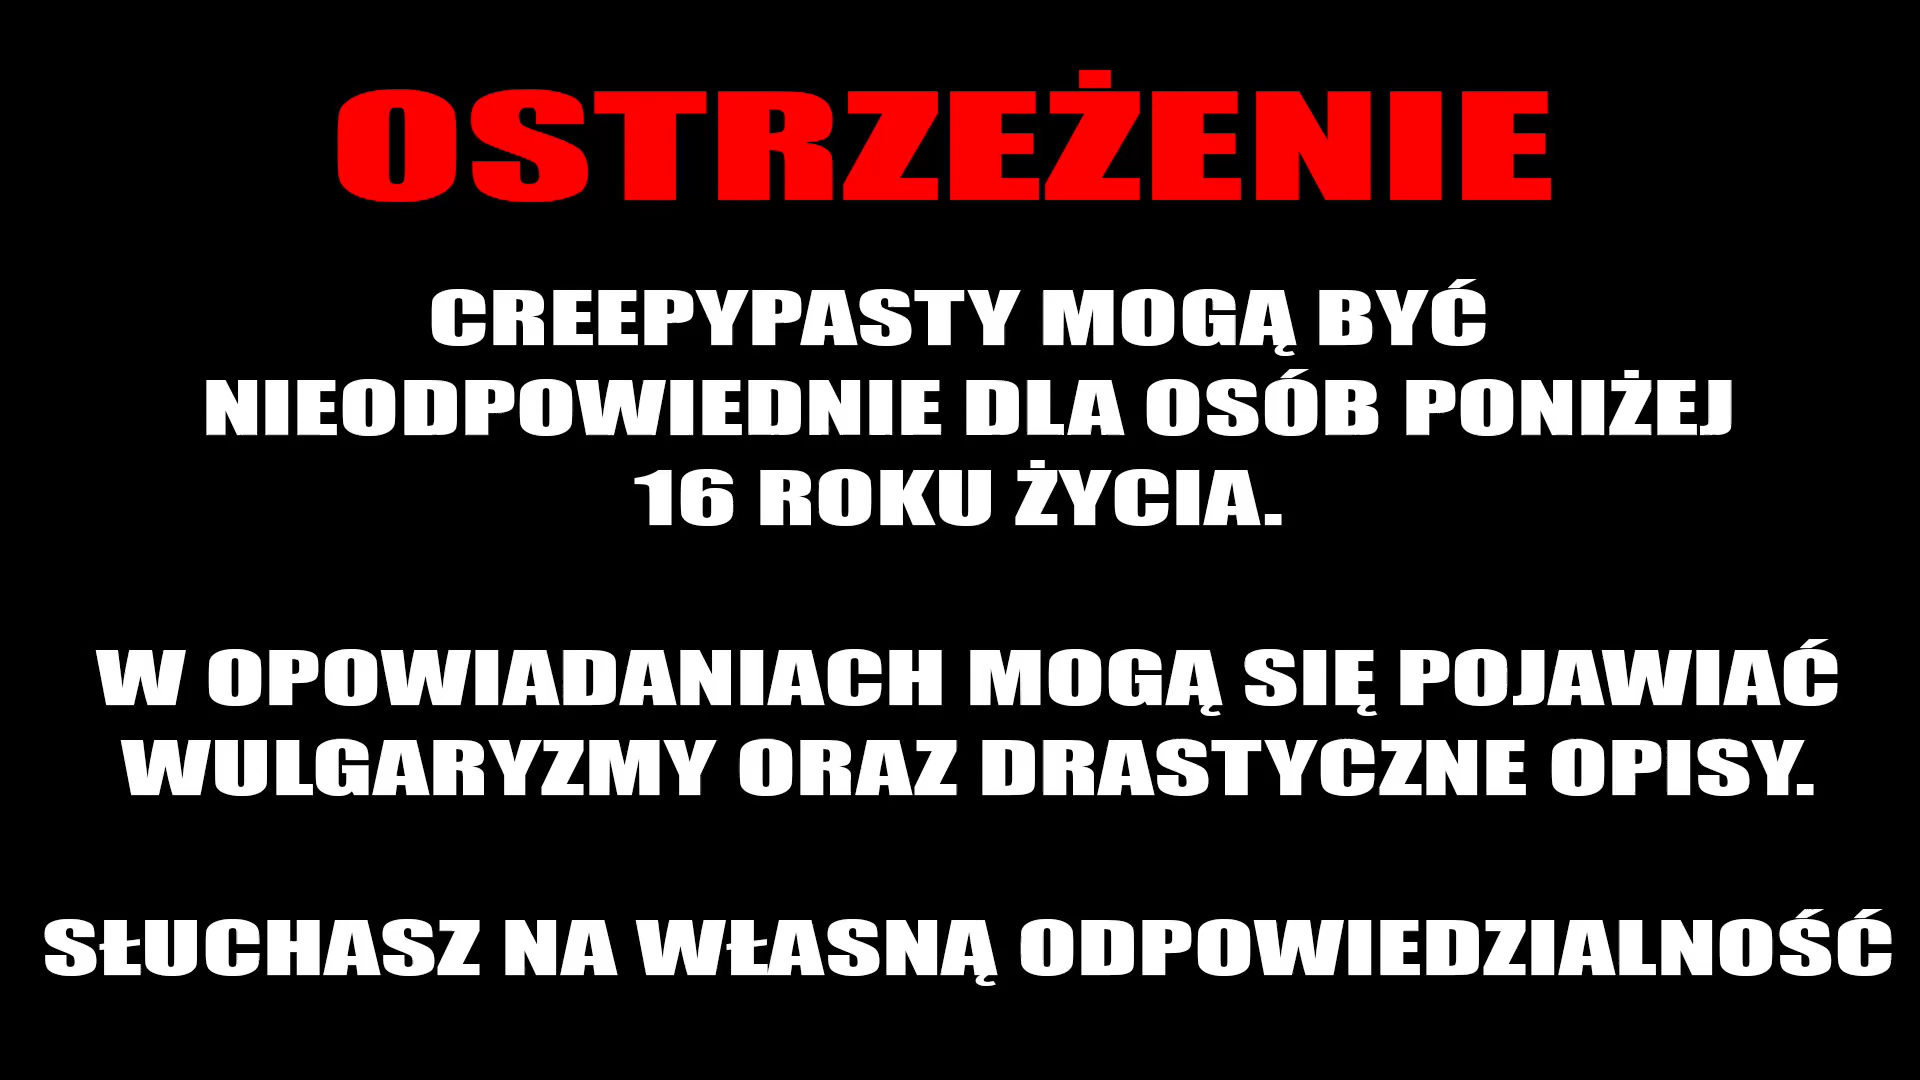 OSTRZEŻENIE
CREEPYPASTY MOGĄ BYĆ
NIEODPOWIEDNIE DLA OSÓB PONIŻEJ
16 ROKU ŻYCIA.
W OPOWIADANIACH MOGĄ SIĘ POJAWIAĆ
WULGARYZMY ORAZ DRASTYCZNE OPISY.
SŁUCHASZ NA WŁASNĄ ODPOWIEDZIALNOŚĆ